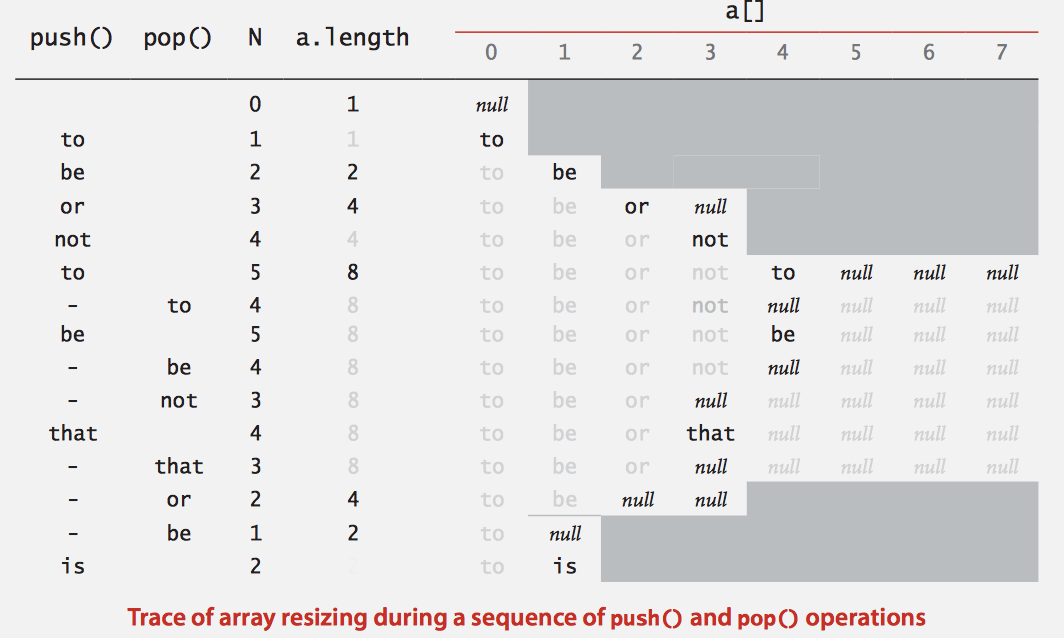 a[]
push() pop() N a.length
0 1 2 3 4 5 6 7
0 1 null
to 1 1 to
be 2 2 to be
or 3 4 to be or null
not 4 4 to be or not
to 5 8 to be or not to null null null
- to 4 8 to be or not null null null null
be 5 8 to be or not be null null null
- be 4 8 to be or not null null null null
- not 3 8 to be or null null null null null
that 4 8 to be or that null null null null
- that 3 8 to be or null null null null null
- or 2 4 to be null null
- be 1 2 to null
is 2 2 to is
Trace of array resizing during a sequence of push() and pop() operations